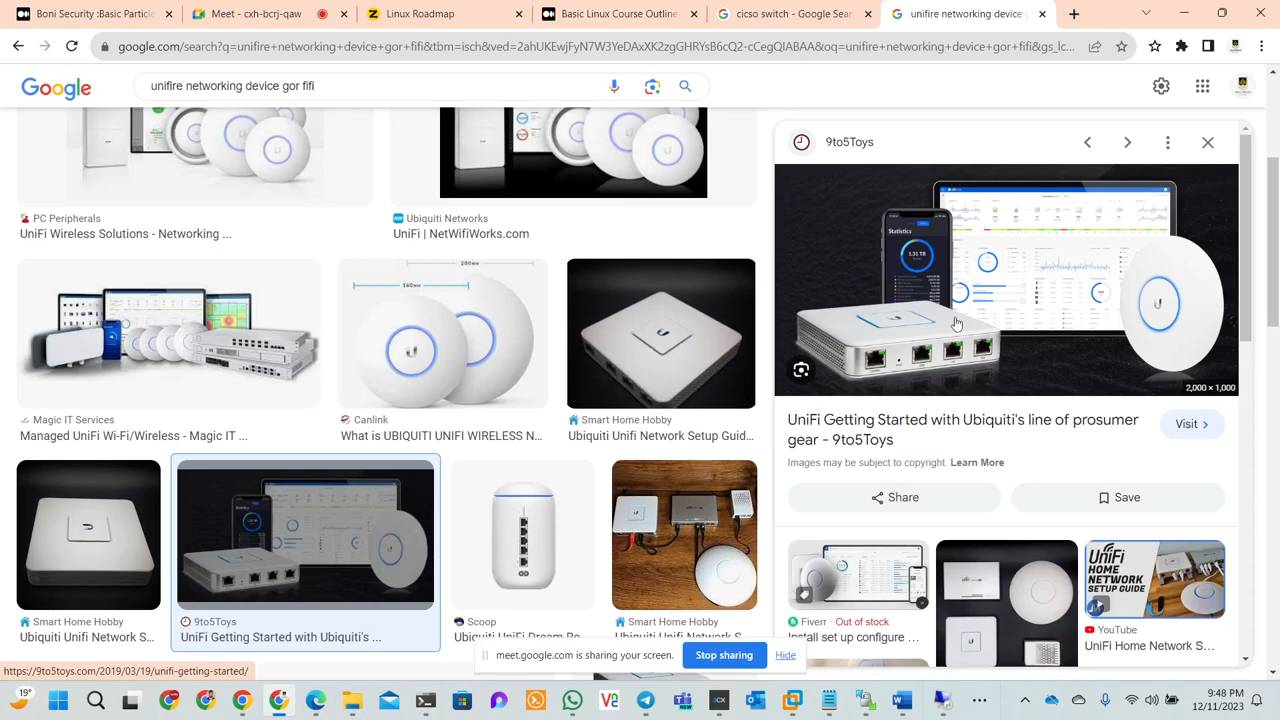 Boni Security: Basic Particip
Meet - cxh-bcrj-qaw
Linux Roadmap
Basic Linux Course Outline
cicso switch - Google Sear
unifire networking device g
google.com/search?q=unifire+networking+device+gor+fifi&tbm=isch&ved=2ahUKEwjFyN7W3YeDAxXK2zgGHRYsB6cQ2-cCegQIABAA&oq=unifire+networking+device+gor+fifi&gs_lc...
Google
unifire networking device gor fifi
PC Peripherals
UniFi Wireless Solutions - Networking ...
Ubiquiti Networks
UniFi | NetWifiWorks.com
Magic IT Services
Managed UniFi Wi-Fi/Wireless - Magic IT ...
Canlink
What is UBIQUITI UNIFI WIRELESS N...
Smart Home Hobby
Ubiquiti Unifi Network Setup Guid...
Smart Home Hobby
Ubiquiti Unifi Network S...
9to5Toys
UniFi Getting Started with Ubiquiti's ...
Scoop
Smart Home Hobby
9to5Toys
Statistics
1.31 TB
2,000 × 1,000
UniFi Getting Started with Ubiquiti's line of prosumer
gear - 9to5Toys
Visit
Images may be subject to copyright. Learn More
Share
Save
Fiverr · Out of stock
Install set up configure ...
UniFi
HOME
NETWORK
SETUP GUIDE
YouTube
UniFi Home Network S...
meet.google.com is sharing your screen.
Stop sharing
Hide
https://9to5toys.com/2019/03/19/unifi-getting-started/
19°
NEW
9:48 PM
12/11/2023